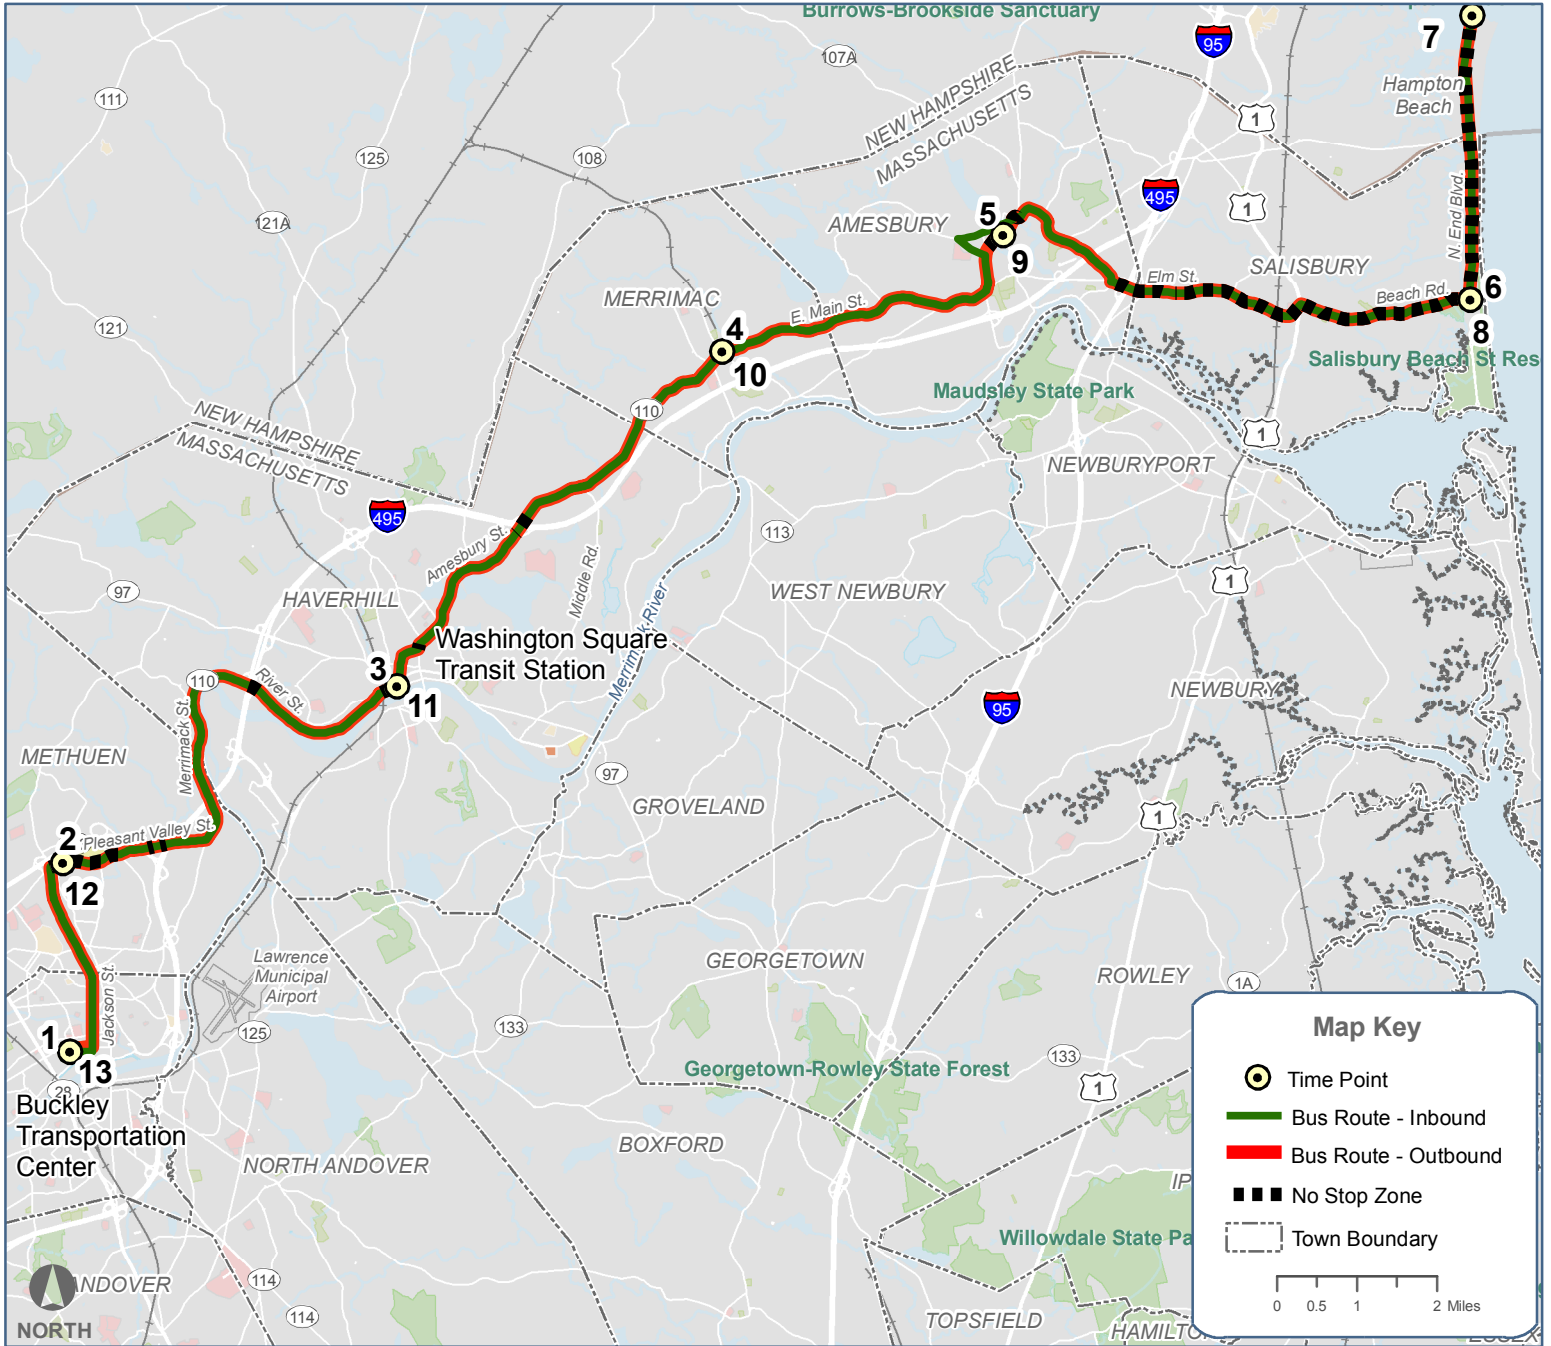 Burrows-Brookside Sanctuary
95
7
107A
Hampton
Beach
NEW HAMPSHIRE
MASSACHUSETTS
111
1
125
108
495
121A
5
AMESBURY
1
9
N. End Blvd.
SALISBURY
Elm St.
Beach Rd.
6
8
MERRIMAC
E. Main St.
121
4
10
Salisbury Beach St Res
Maudsley State Park
110
NEW HAMPSHIRE
MASSACHUSETTS
1
NEWBURYPORT
495
113
Amesbury St.
Middle Rd.
1
97
HAVERHILL
WEST NEWBURY
Merrimack River
Washington Square
Transit Station
3
11
110
River St.
NEWBURY
95
Merrimack St.
METHUEN
97
GROVELAND
1
Pleasant Valley St.
2
12
Lawrence
Municipal
Airport
GEORGETOWN
ROWLEY
1A
Jackson St.
125
133
1
13
133
Georgetown-Rowley State Forest
1
28
Buckley
Transportation
Center
BOXFORD
NORTH ANDOVER
IP
Willowdale State Pa
ANDOVER
114
114
TOPSFIELD
HAMILTO
ESSEX
NORTH
Map Key
Time Point
Bus Route - Inbound
Bus Route - Outbound
No Stop Zone
Town Boundary
0 0.5 1 2 Miles